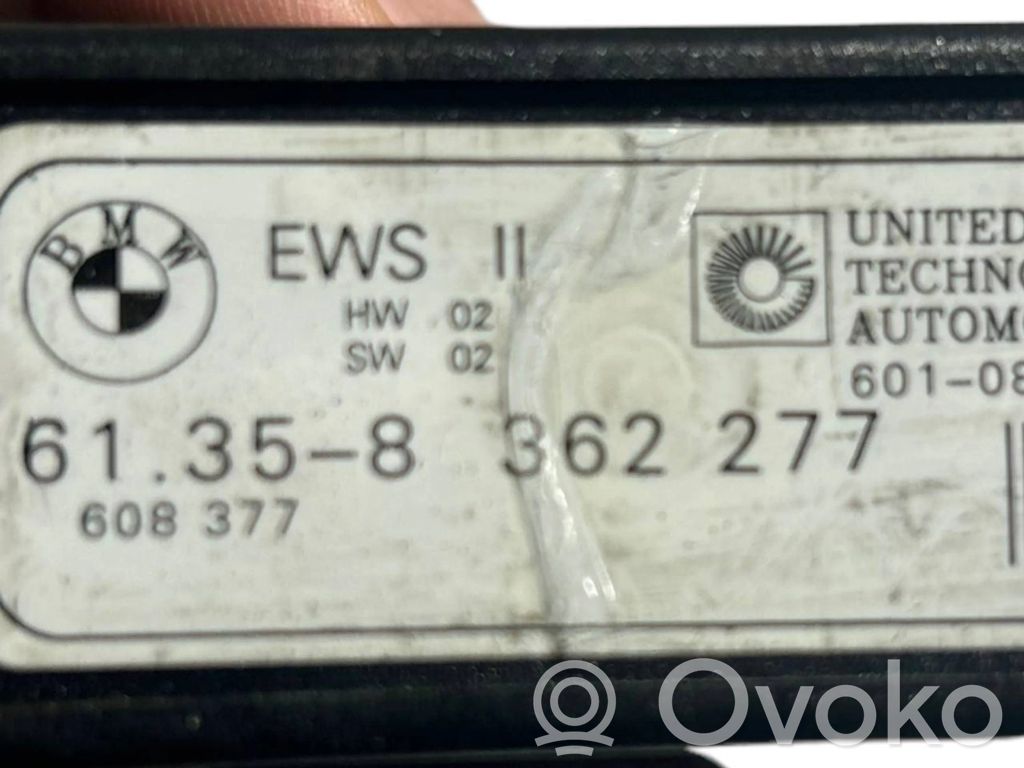 BMW
EWS II
HW 02
SW 02
61.35-8 362 277
608 377
UNITED
TECHNO
AUTOMO
601-08
Ovoko